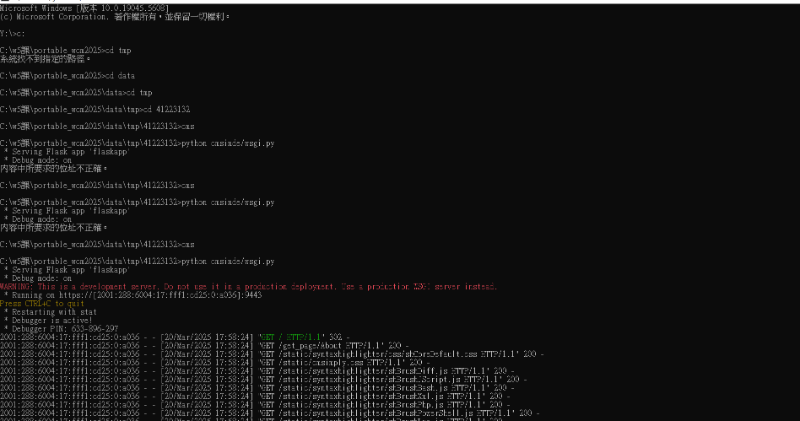 Microsoft Windows [版本 10.0.19045.5608]
(c) Microsoft Corporation. 著作權所有，並保留一切權利。
Y:\>c:
C:\w5課\portable_wcm2025>cd tmp
系統找不到指定的路徑。
C:\w5課\portable_wcm2025>cd data
C:\w5課\portable_wcm2025\data>cd tmp
C:\w5課\portable_wcm2025\data\tmp>cd 41223132
C:\w5課\portable_wcm2025\data\tmp\41223132>cms
C:\w5課\portable_wcm2025\data\tmp\41223132>python cmsimde/wsgi.py
* Serving Flask app 'flaskapp'
* Debug mode: on
內容中所要求的位址不正確。
C:\w5課\portable_wcm2025\data\tmp\41223132>cms
C:\w5課\portable_wcm2025\data\tmp\41223132>python cmsimde/wsgi.py
* Serving Flask app 'flaskapp'
* Debug mode: on
內容中所要求的位址不正確。
C:\w5課\portable_wcm2025\data\tmp\41223132>cms
C:\w5課\portable_wcm2025\data\tmp\41223132>python cmsimde/wsgi.py
* Serving Flask app 'flaskapp'
* Debug mode: on
WARNING: This is a development server. Do not use it in a production deployment. Use a production WSGI server instead.
* Running on https://[2001:288:6004:17:fff1:cd25:0:a036]:9443
Press CTRL+C to quit
* Restarting with stat
* Debugger is active!
* Debugger PIN: 633-896-297
2001:288:6004:17:fff1:cd25:0:a036 - - [20/Mar/2025 17:58:24] "GET / HTTP/1.1" 302 -
2001:288:6004:17:fff1:cd25:0:a036 - - [20/Mar/2025 17:58:24] "GET /get_page/About HTTP/1.1" 200 -
2001:288:6004:17:fff1:cd25:0:a036 - - [20/Mar/2025 17:58:24] "GET /static/syntaxhighlighter/css/shCoreDefault.css HTTP/1.1" 200 -
2001:288:6004:17:fff1:cd25:0:a036 - - [20/Mar/2025 17:58:24] "GET /static/cmsimply.css HTTP/1.1" 200 -
2001:288:6004:17:fff1:cd25:0:a036 - - [20/Mar/2025 17:58:24] "GET /static/syntaxhighlighter/shBrushDiff.js HTTP/1.1" 200 -
2001:288:6004:17:fff1:cd25:0:a036 - - [20/Mar/2025 17:58:24] "GET /static/syntaxhighlighter/shBrushJScript.js HTTP/1.1" 200 -
2001:288:6004:17:fff1:cd25:0:a036 - - [20/Mar/2025 17:58:24] "GET /static/syntaxhighlighter/shBrushBash.js HTTP/1.1" 200 -
2001:288:6004:17:fff1:cd25:0:a036 - - [20/Mar/2025 17:58:24] "GET /static/syntaxhighlighter/shBrushXml.js HTTP/1.1" 200 -
2001:288:6004:17:fff1:cd25:0:a036 - - [20/Mar/2025 17:58:24] "GET /static/syntaxhighlighter/shBrushPhp.js HTTP/1.1" 200 -
2001:288:6004:17:fff1:cd25:0:a036 - - [20/Mar/2025 17:58:24] "GET /static/syntaxhighlighter/shBrushPowerShell.js HTTP/1.1" 200 -